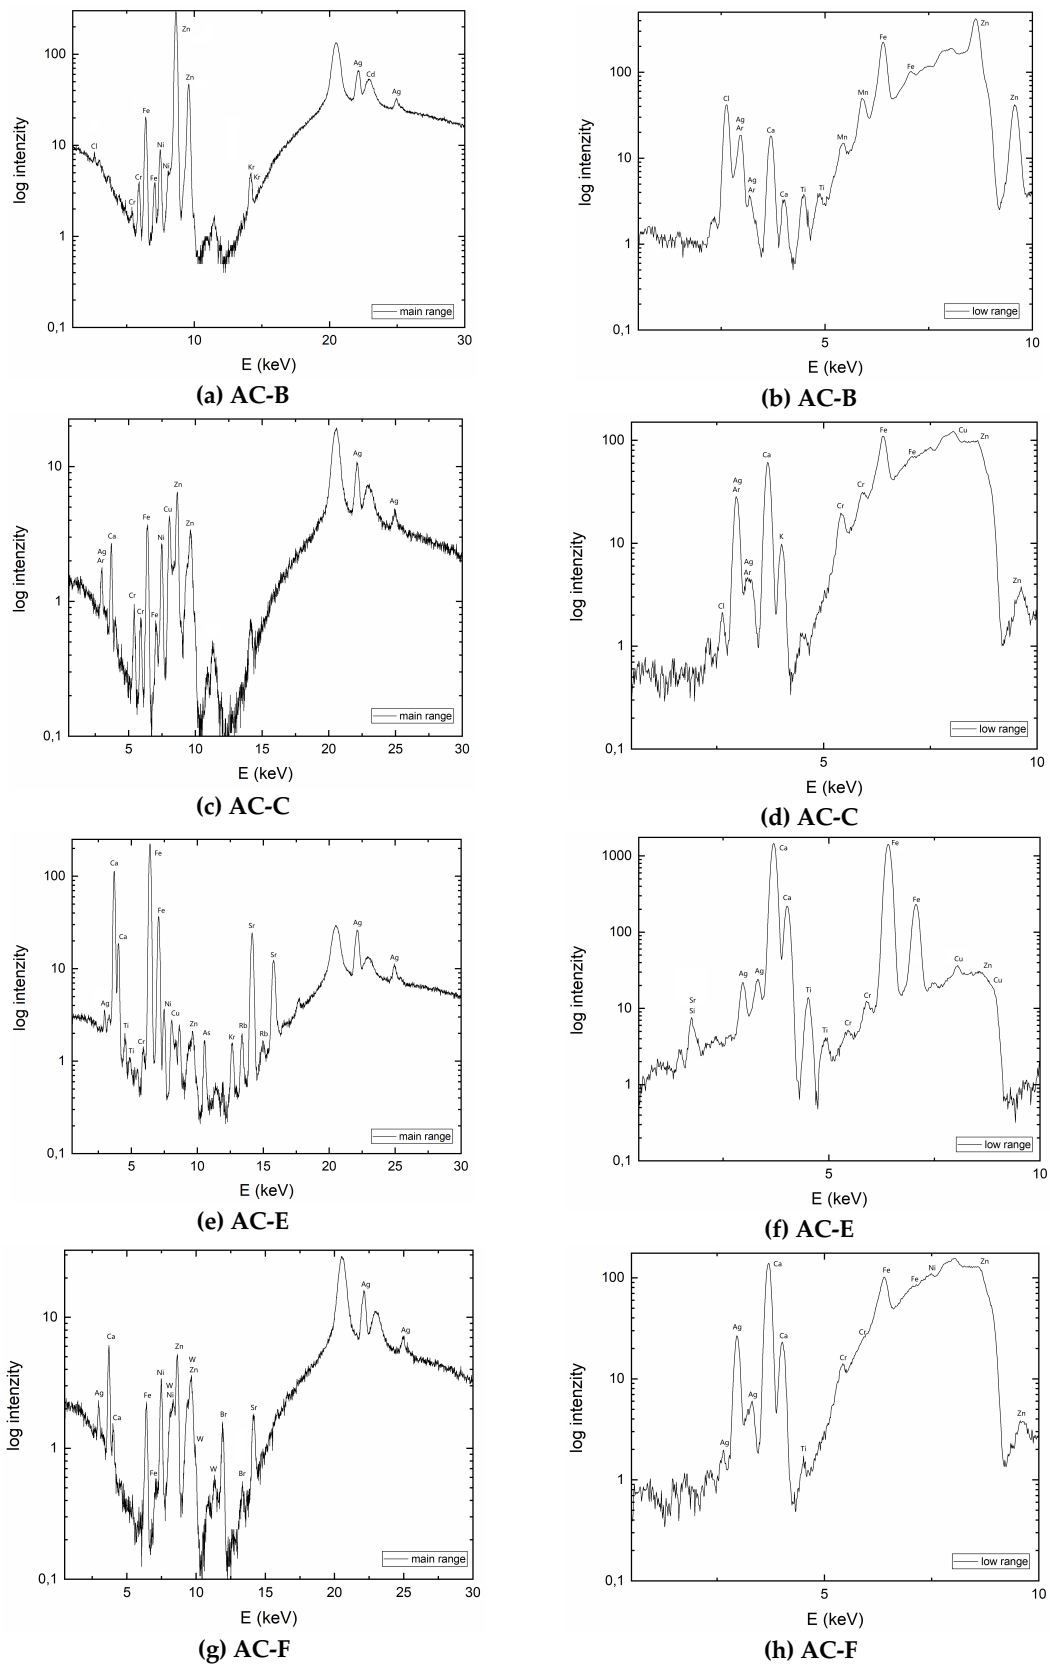 Zn
100
Zn
Ag
Cd
Fe
Ag
10
Ni
Cl
Ni
Cr
Kr
Fe
Kr
Cr
1
main range
0,1
5
10
15
20
25
30
log intenzity
E (keV)
(a) AC-B
Zn
Fe
100
Fe
Mn
Cl
Zn
Ag
Ar
Ca
Mn
10
Ag
Ar
Ca
Ti
Ti
1
low range
0,1
5
10
log intenzity
E (keV)
(b) AC-B
Ag
10
Zn
Ag
Cu
Fe
Zn
Ca
Ni
Ag
Ar
Cr
Cr
Fe
1
main range
0,1
5
10
15
20
25
30
log intenzity
E (keV)
(c) AC-C
Fe
Cu
Zn
100
Fe
Ca
Cr
Ag
Ar
Cr
K
10
Ag
Ar
Cl
Zn
1
low range
0,1
5
10
log intenzity
E (keV)
(d) AC-C
Fe
Ca
100
Fe
Ca
Sr
Ag
Sr
Ag
10
Ag
Ni
Cu
Ti
Zn
As
Rb
Cr
Kr
Rb
Ti
1
main range
0,1
5
10
15
20
25
30
log intenzity
E (keV)
(e) AC-E
1000
Ca
Fe
Ca
Fe
100
Cu
Zn
Ag
Ag
Cu
Sr
Si
Ti
Cr
10
Cr
Ti
1
low range
0,1
5
10
log intenzity
E (keV)
(f) AC-E
Ag
10
Ca
Zn
Ag
W
Zn
Ni
W
Ni
Ag
Fe
Ca
Br
Sr
W
1
Fe
W
Br
main range
0,1
5
10
15
20
25
30
log intenzity
E (keV)
(g) AC-F
Ca
Fe
Ni
Zn
100
Fe
Ag
Ca
Cr
Cr
10
Ag
Zn
Ag
Ti
1
low range
0,1
5
10
log intenzity
E (keV)
(h) AC-F